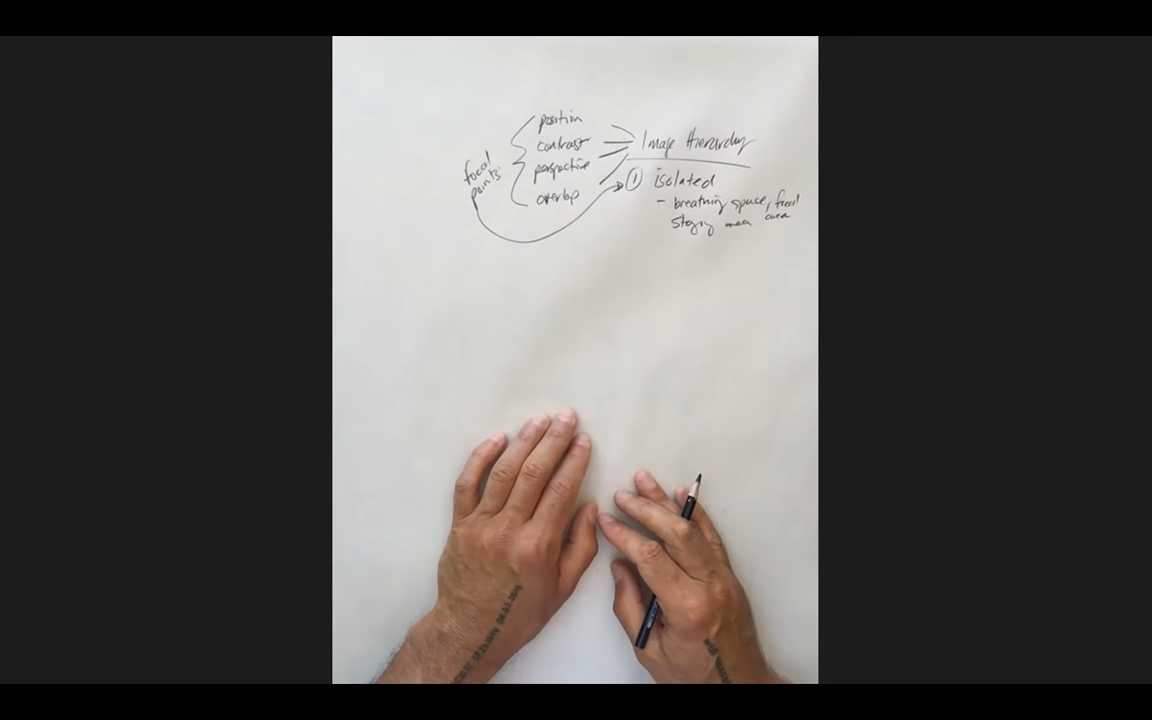 position
contrast
perspective
overlap
focal
points
Image Hierarchy
① isolated
- breathing space, focal
staging area area